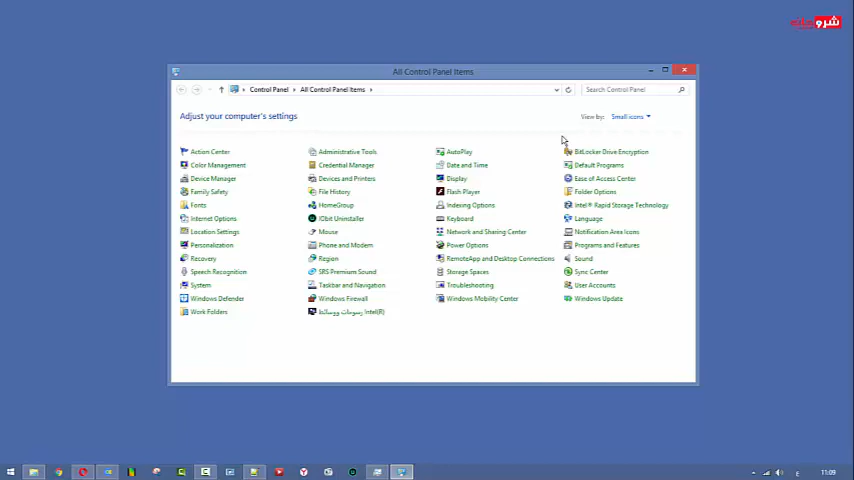 شروحات
All Control Panel Items
Control Panel All Control Panel Items
Search Control Panel
Adjust your computer's settings
View by: Small icons
Action Center Administrative Tools AutoPlay BitLocker Drive Encryption
Color Management Credential Manager Date and Time Default Programs
Device Manager Devices and Printers Display Ease of Access Center
Family Safety File History Flash Player Folder Options
Fonts HomeGroup Indexing Options Intel® Rapid Storage Technology
Internet Options IObit Uninstaller Keyboard Language
Location Settings Mouse Network and Sharing Center Notification Area Icons
Personalization Phone and Modem Power Options Programs and Features
Recovery Region RemoteApp and Desktop Connections Sound
Speech Recognition SRS Premium Sound Storage Spaces Sync Center
System Taskbar and Navigation Troubleshooting User Accounts
Windows Defender Windows Firewall Windows Mobility Center Windows Update
Work Folders رسومات ووسائط Intel(R)
ع 11:09